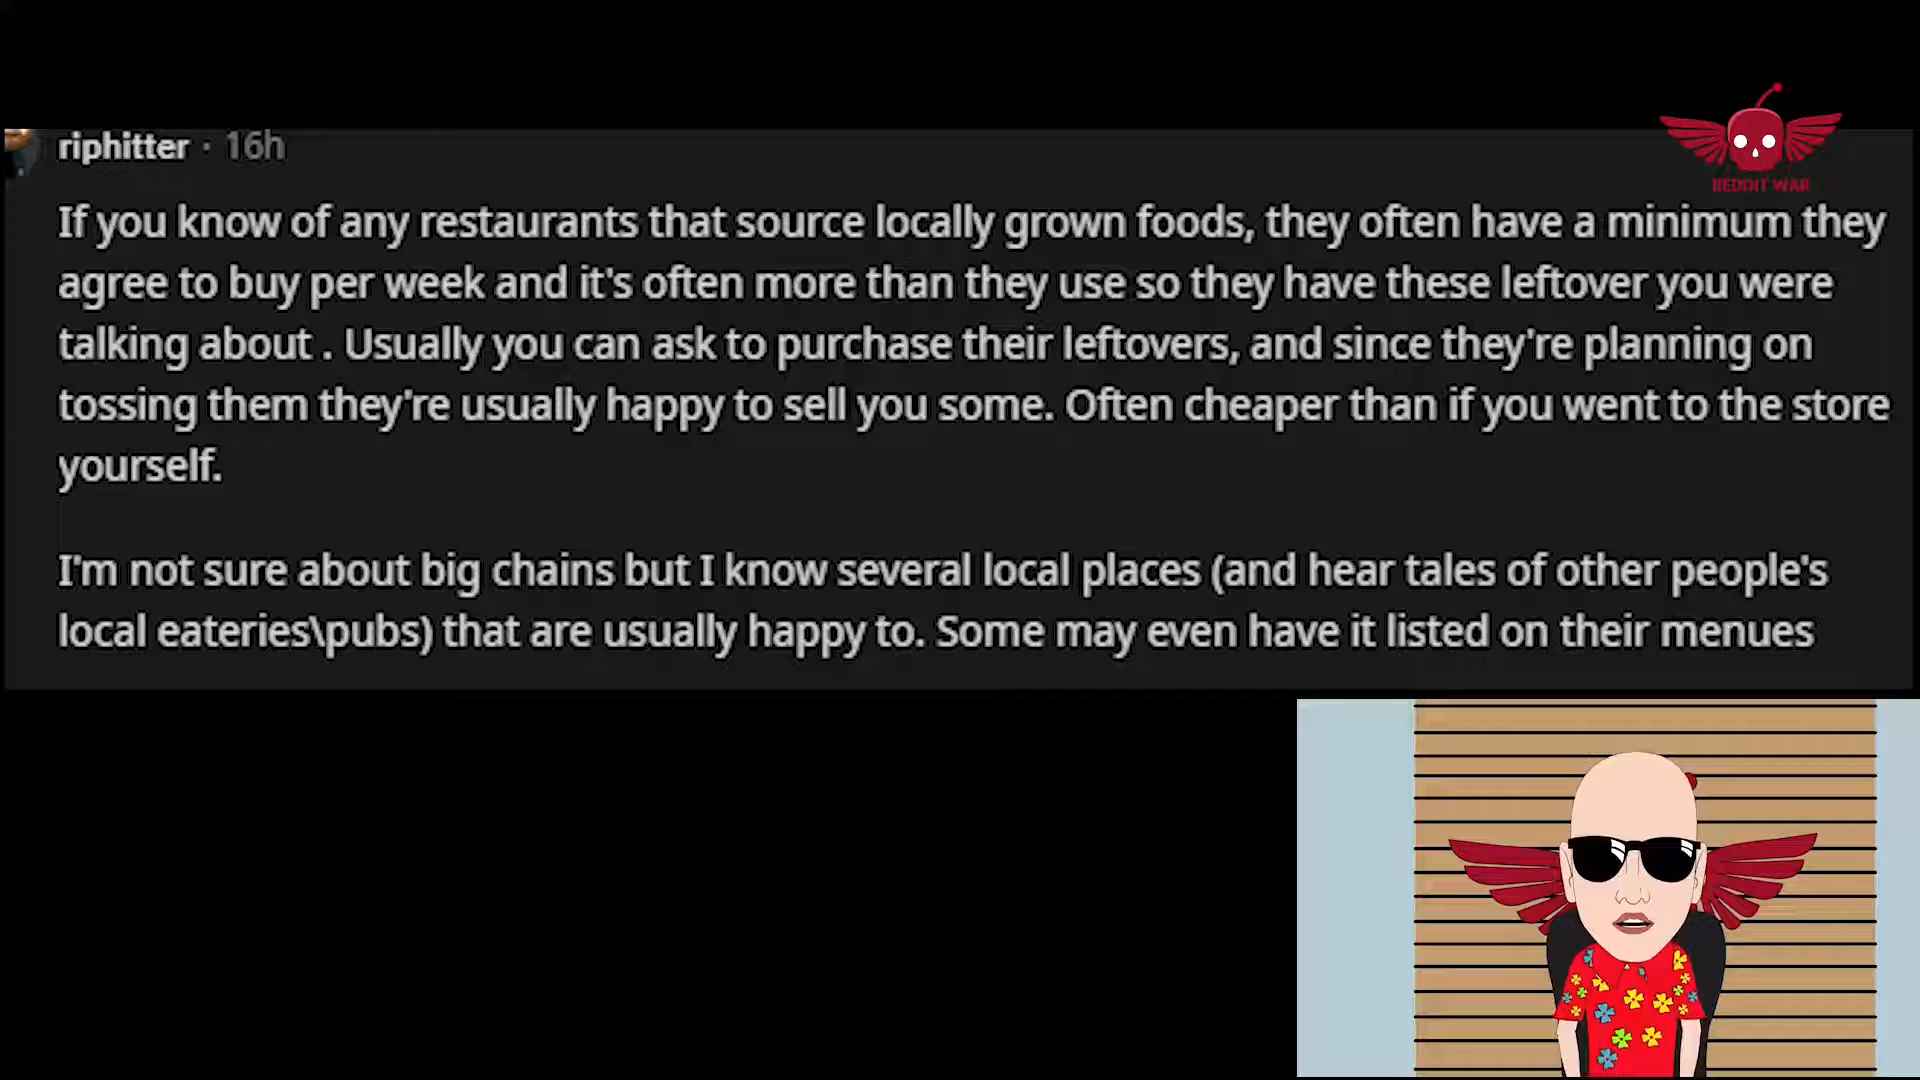 riphitter · 16h
REDDIT WAR
If you know of any restaurants that source locally grown foods, they often have a minimum they
agree to buy per week and it's often more than they use so they have these leftover you were
talking about . Usually you can ask to purchase their leftovers, and since they're planning on
tossing them they're usually happy to sell you some. Often cheaper than if you went to the store
yourself.
I'm not sure about big chains but I know several local places (and hear tales of other people's
local eateries\pubs) that are usually happy to. Some may even have it listed on their menues